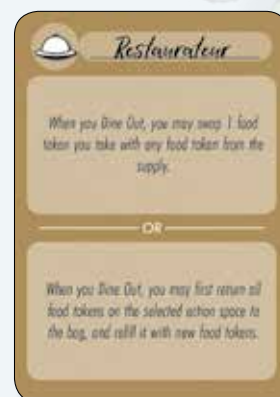 Restaurateur
When you Dine Out, you may swap 1 food
token you take with any food token from the
supply.
OR
When you Dine Out, you may first return all
food tokens on the selected action space to
the bag, and refill it with new food tokens.